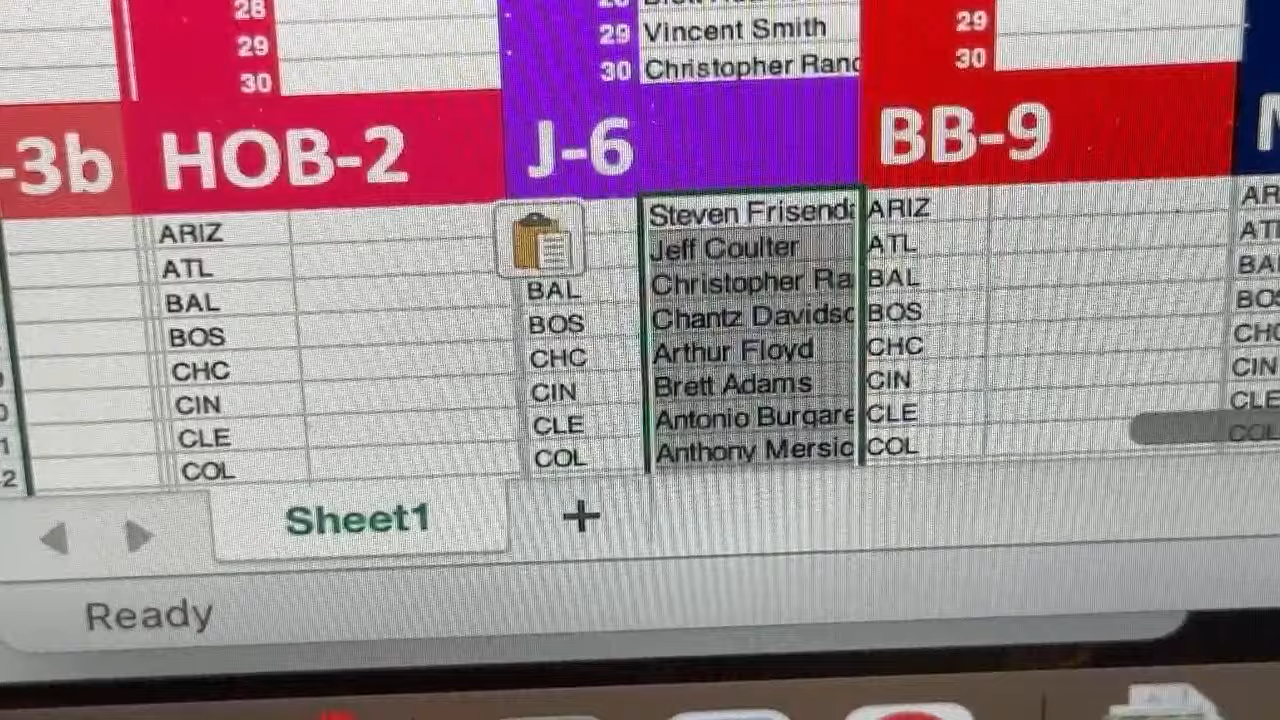 28
29
30
29 Vincent Smith
30
Christopher Ranc
29
30
-3b
HOB-2
J-6
BB-9
ARIZ
ATL
BAL
BOS
CHC
CIN
CLE
COL
BAL
BOS
CHC
CIN
CLE
COL
Steven Frisenda
Jeff Coulter
Christopher Ra
Chantz Davidsc
Arthur Floyd
Brett Adams
Antonio Burgare
Anthony Mersic
ARIZ
ATL
BAL
BOS
CHC
CIN
CLE
COL
AR
ATL
BAL
BOS
CHC
CIN
CLE
COL
Sheet1
+
Ready